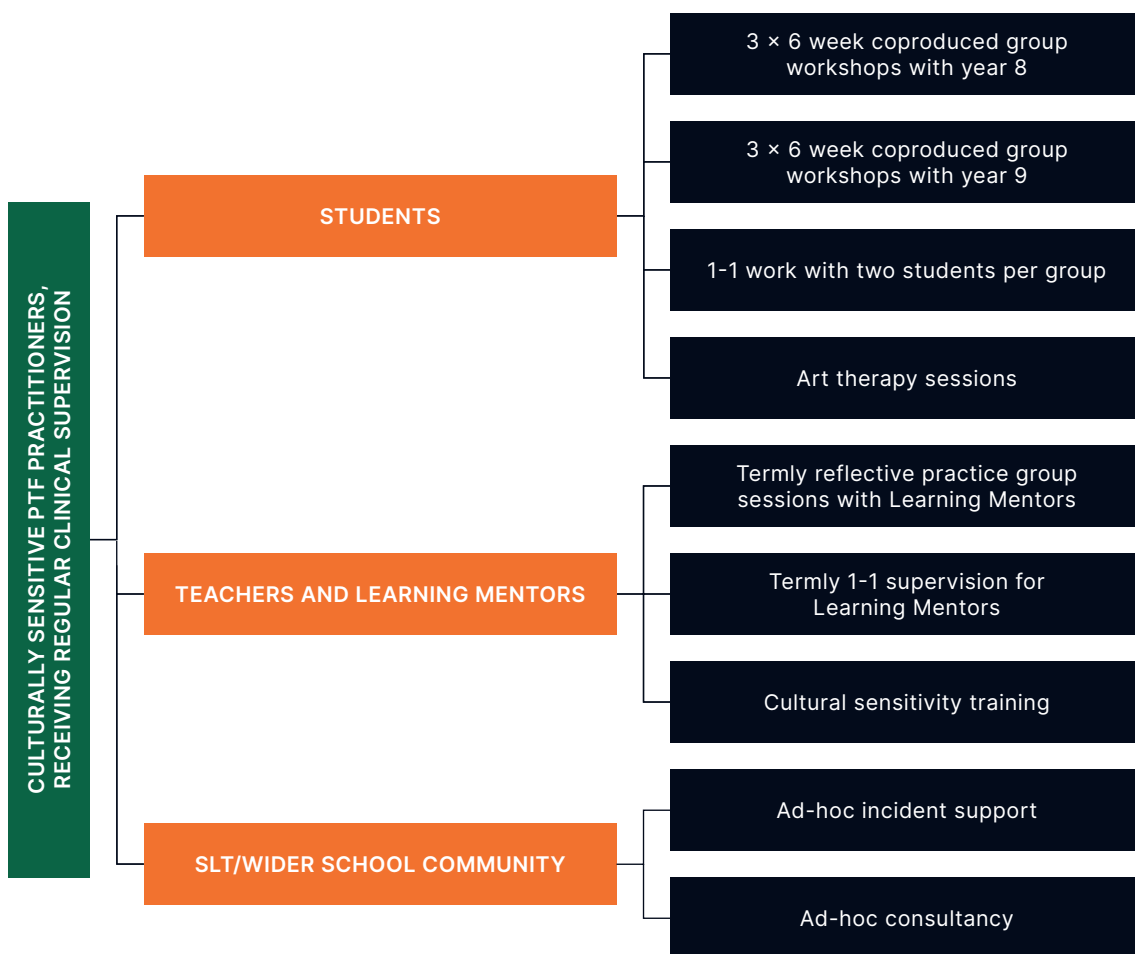 CULTURALLY SENSITIVE PTF PRACTITIONERS,
RECEIVING REGULAR CLINICAL SUPERVISION
STUDENTS
3 × 6 week coproduced group
workshops with year 8
3 × 6 week coproduced group
workshops with year 9
1-1 work with two students per group
Art therapy sessions
TEACHERS AND LEARNING MENTORS
Termly reflective practice group
sessions with Learning Mentors
Termly 1-1 supervision for
Learning Mentors
Cultural sensitivity training
SLT/WIDER SCHOOL COMMUNITY
Ad-hoc incident support
Ad-hoc consultancy